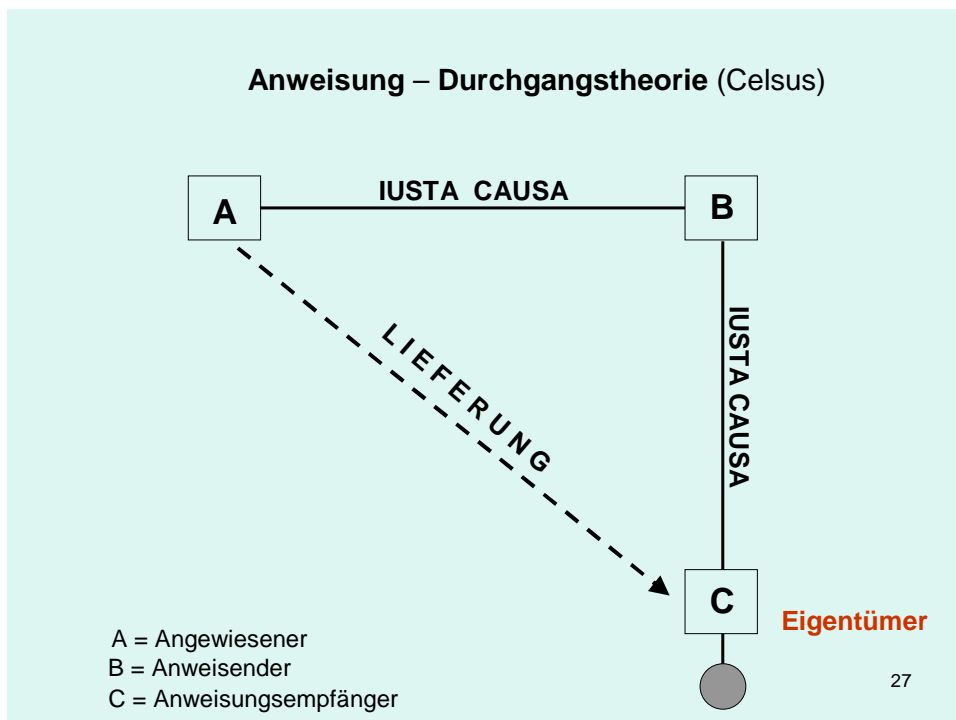 Anweisung – Durchgangstheorie (Celsus)
IUSTA CAUSA
A
B
LIEFERUNG
IUSTA CAUSA
C
Eigentümer
A = Angewiesener
B = Anweisender
C = Anweisungsempfänger
27